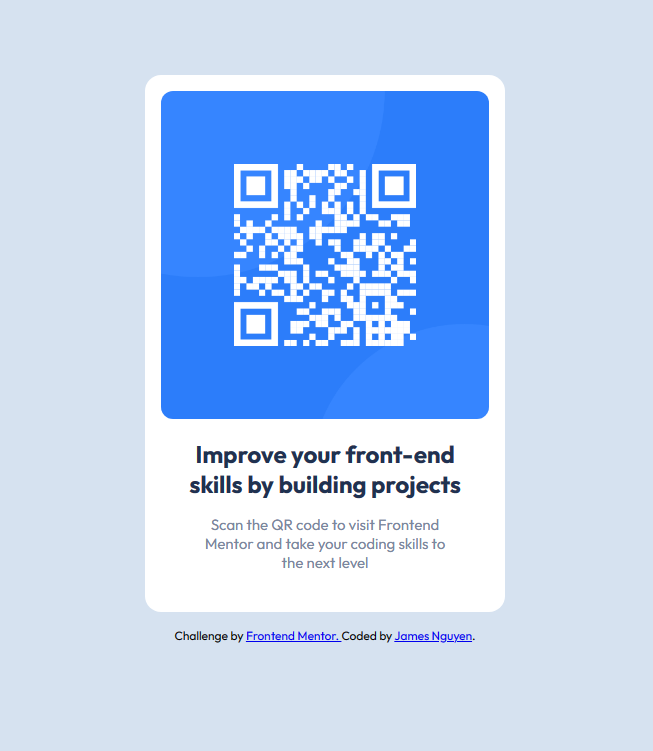 Improve your front-end
skills by building projects
Scan the QR code to visit Frontend
Mentor and take your coding skills to
the next level
Challenge by Frontend Mentor. Coded by James Nguyen.